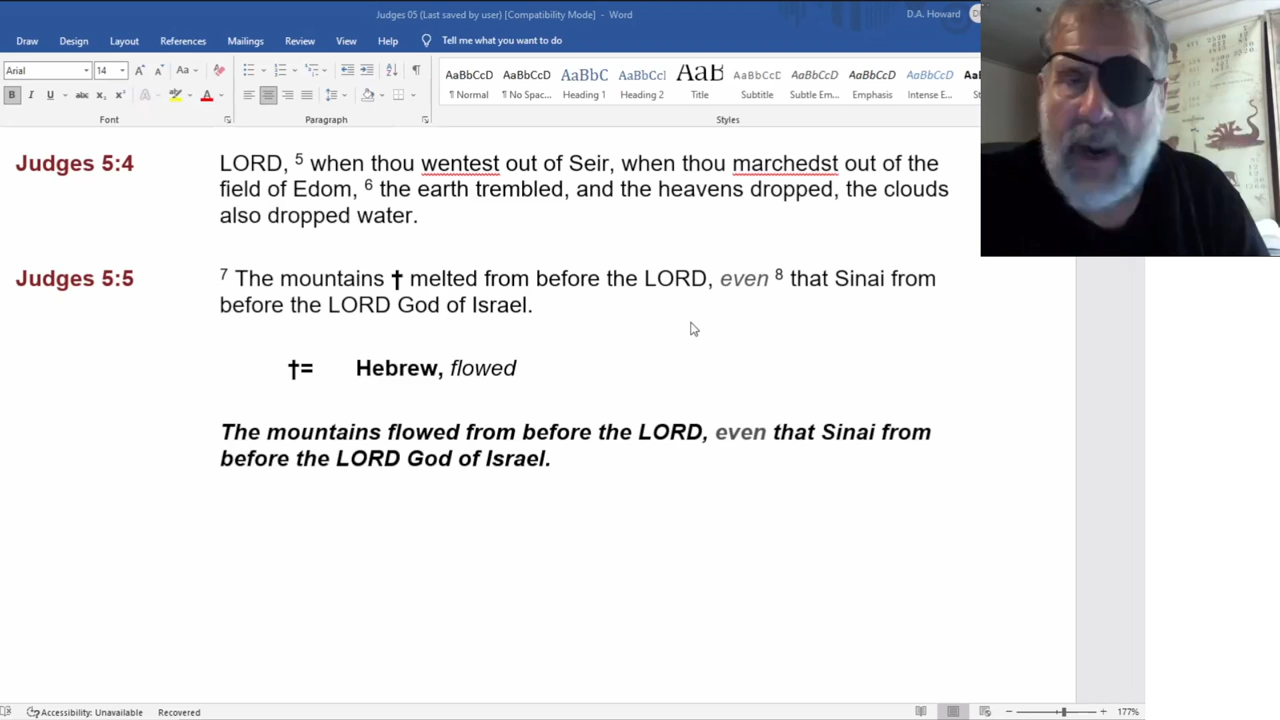 Judges 05 (Last saved by user) [Compatibility Mode] - Word
D.A. Howard
Draw Design Layout References Mailings Review View Help Tell me what you want to do
Arial 14 Aa
AaBbCcD AaBbCcD AaBbC AaBbCcI AaB AaBbCcD AaBbCcD AaBbCcD AaBbCcD
B I U abc x₂ x² A A
¶ Normal ¶ No Spac... Heading 1 Heading 2 Title Subtitle Subtle Em... Emphasis Intense E...
Font Paragraph Styles
Judges 5:4 LORD, 5 when thou wentest out of Seir, when thou marchedst out of the
field of Edom, 6 the earth trembled, and the heavens dropped, the clouds
also dropped water.
Judges 5:5 7 The mountains † melted from before the LORD, even 8 that Sinai from
before the LORD God of Israel.
†= Hebrew, flowed
The mountains flowed from before the LORD, even that Sinai from
before the LORD God of Israel.
Accessibility: Unavailable Recovered 177%